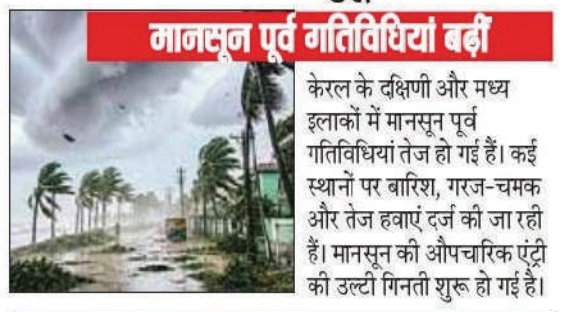 मानसून पूर्व गतिविधियां बढ़ीं
केरल के दक्षिणी और मध्य
इलाकों में मानसून पूर्व
गतिविधियां तेज हो गई हैं। कई
स्थानों पर बारिश, गरज-चमक
और तेज हवाएं दर्ज की जा रही
हैं। मानसून की औपचारिक एंट्री
की उल्टी गिनती शुरू हो गई है।